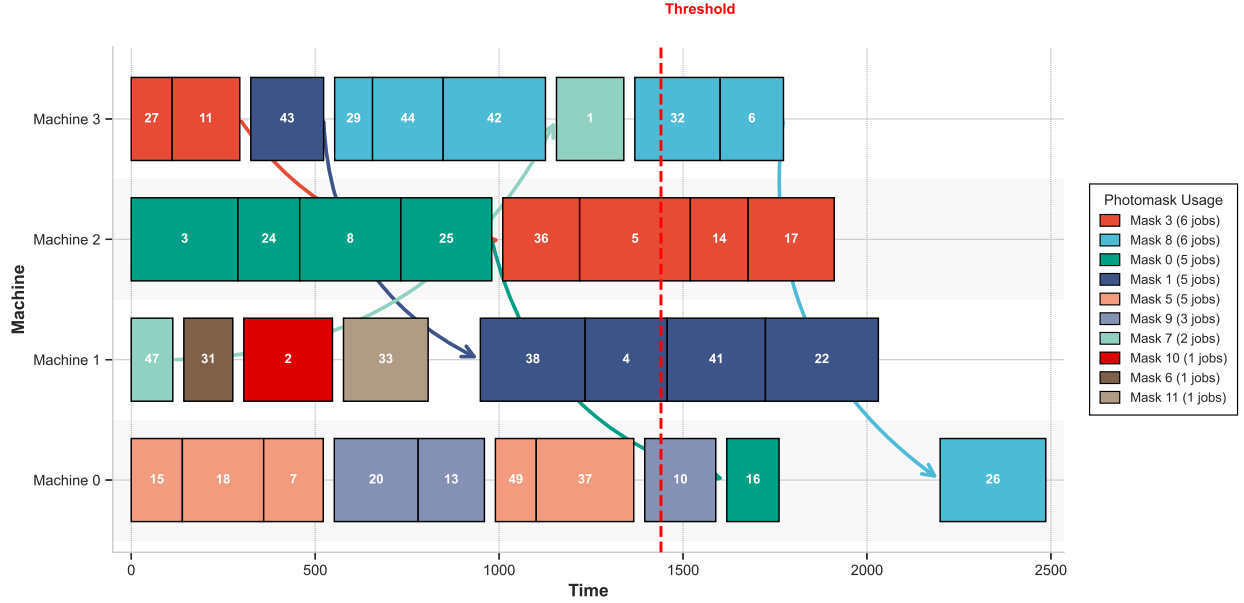 Threshold
Machine 3
27 11 43 29 44 42 1 32 6
Machine 2
3 24 8 25 36 5 14 17
Machine 1
47 31 2 33 38 4 41 22
Machine 0
15 18 7 20 13 49 37 10 16 26
Machine
0 500 1000 1500 2000 2500
Time
Photomask Usage
Mask 3 (6 jobs)
Mask 8 (6 jobs)
Mask 0 (5 jobs)
Mask 1 (5 jobs)
Mask 5 (5 jobs)
Mask 9 (3 jobs)
Mask 7 (2 jobs)
Mask 10 (1 jobs)
Mask 6 (1 jobs)
Mask 11 (1 jobs)